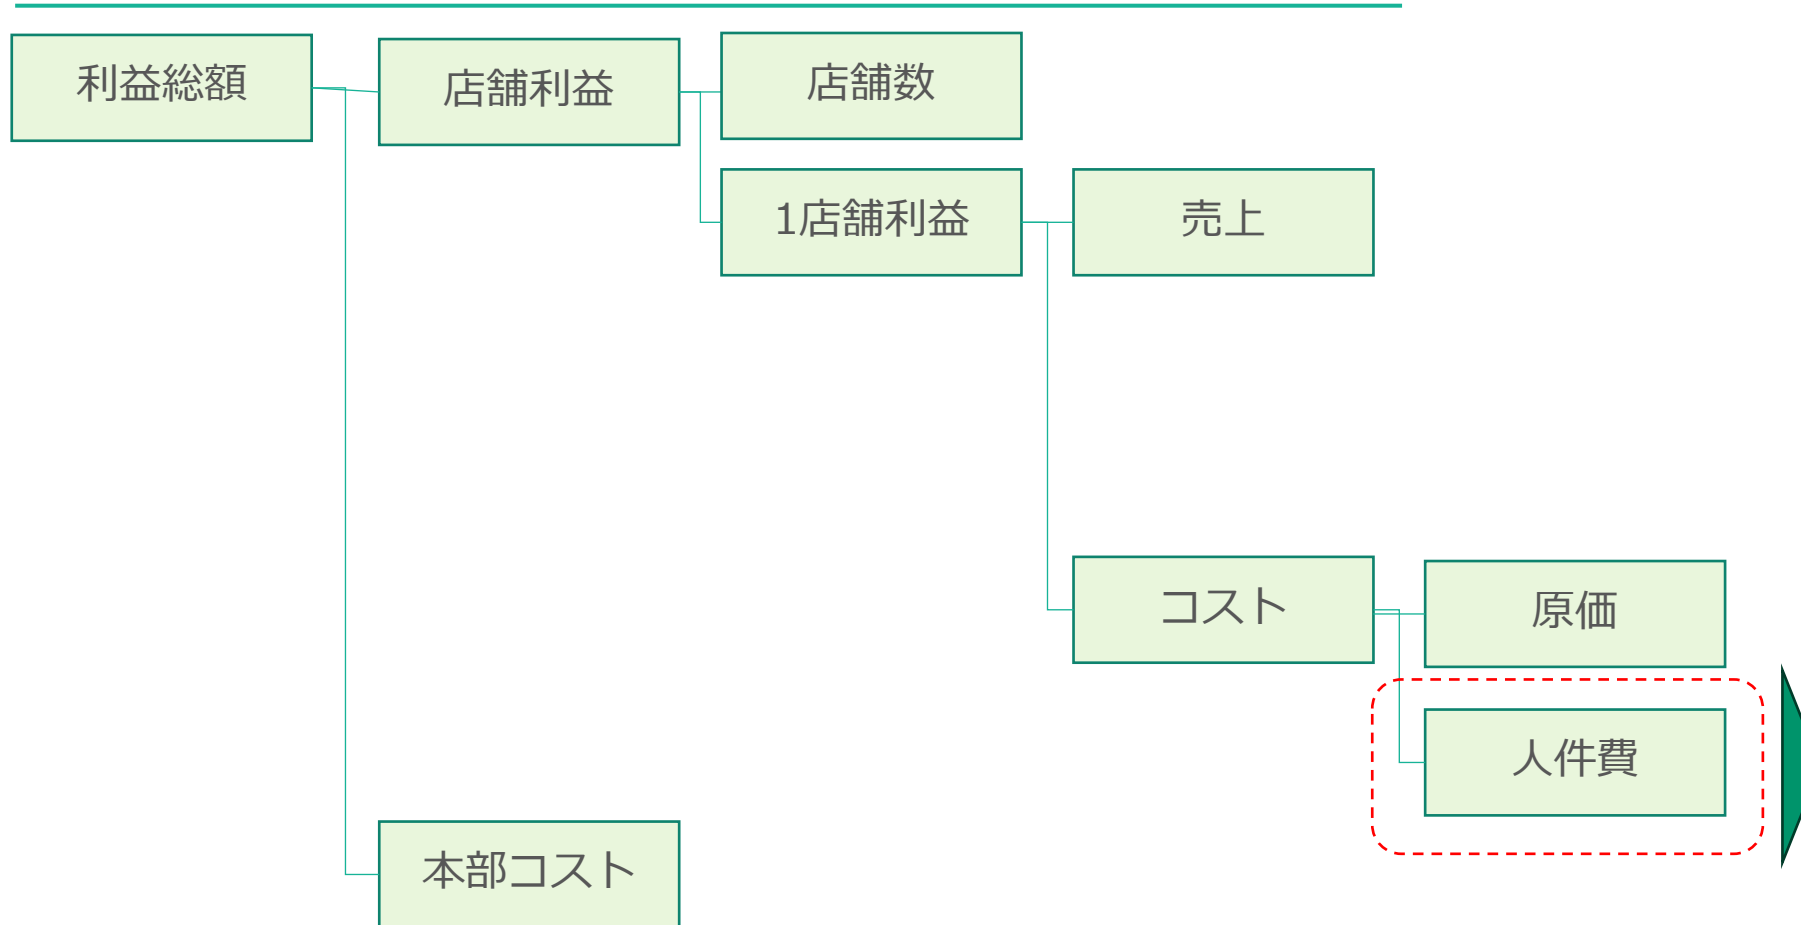 利益総額
店舗利益
店舗数
1店舗利益
売上
コスト
原価
人件費
本部コスト